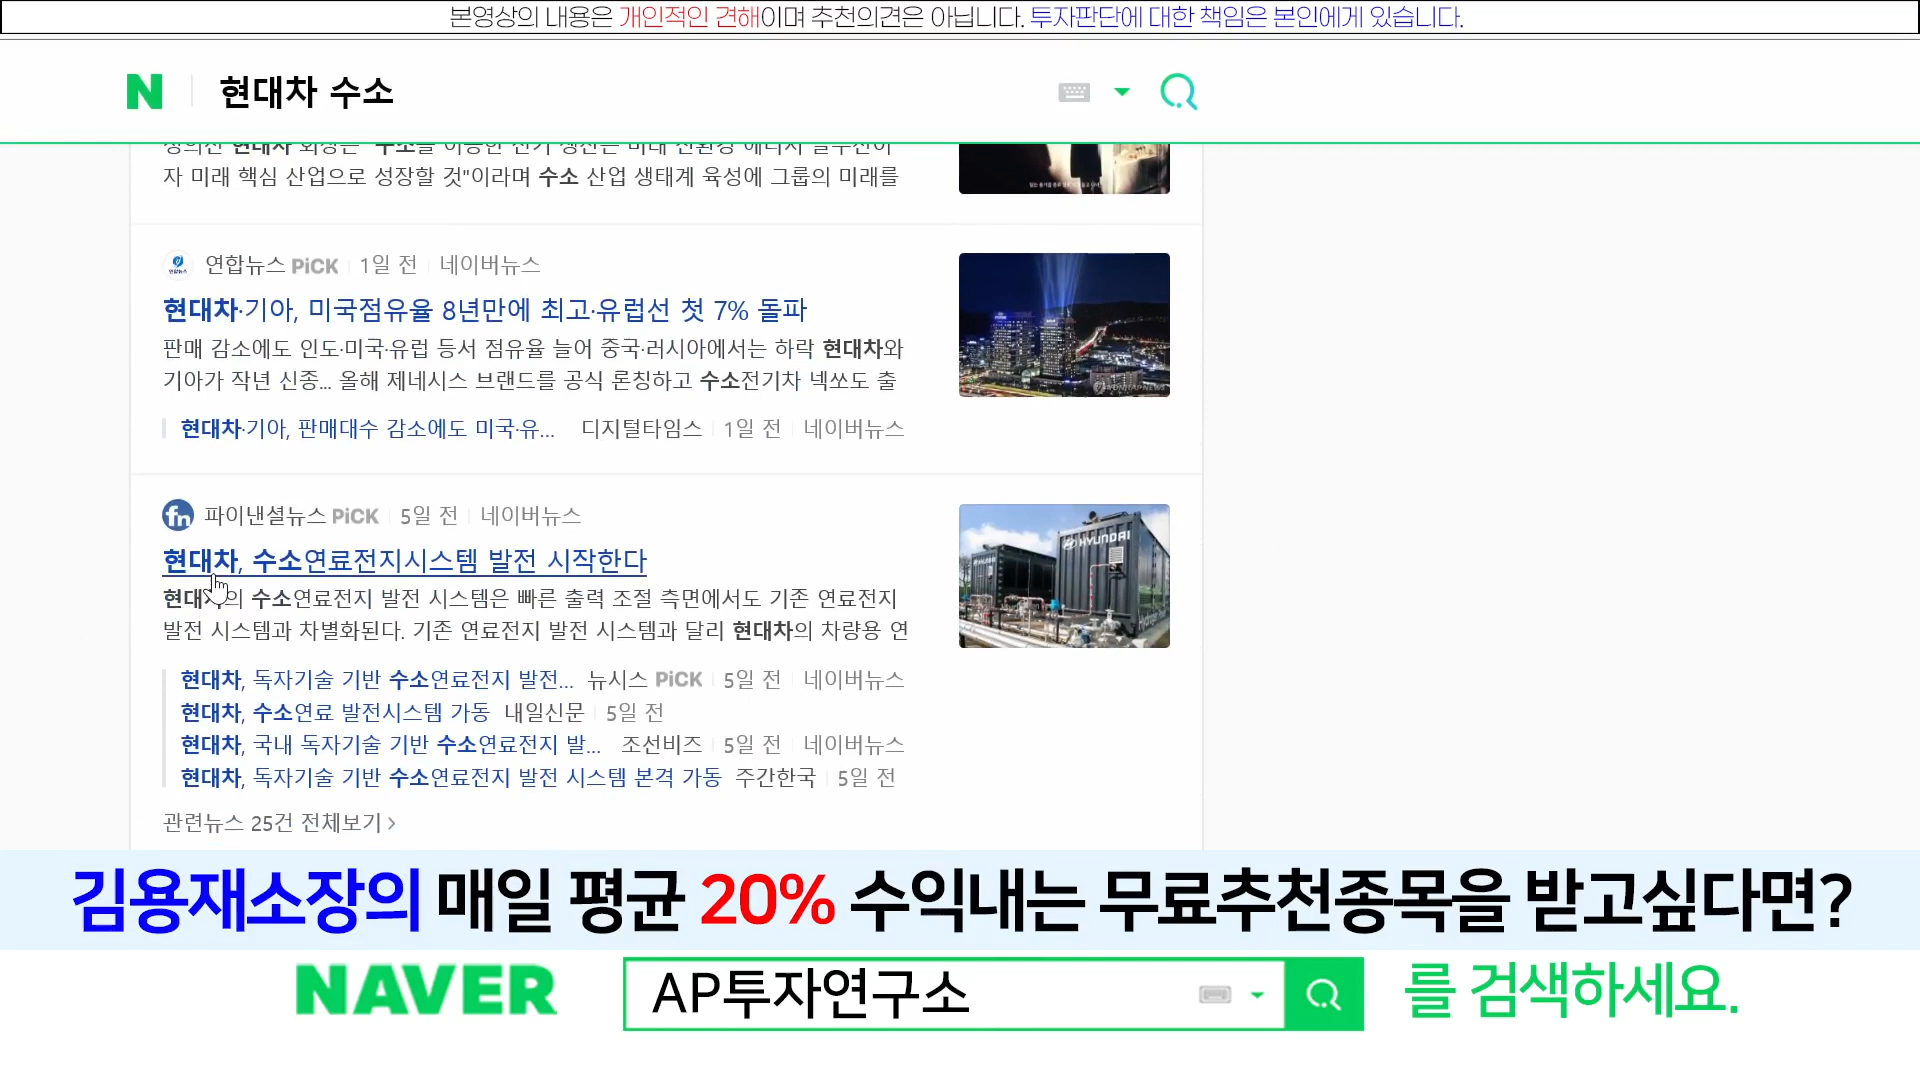 본영상의 내용은 개인적인 견해이며 추천의견은 아닙니다. 투자판단에 대한 책임은 본인에게 있습니다.
N 현대차 수소
자 미래 핵심 산업으로 성장할 것"이라며 수소 산업 생태계 육성에 그룹의 미래를
연합뉴스 PiCK 1일 전 네이버뉴스
현대차·기아, 미국점유율 8년만에 최고·유럽선 첫 7% 돌파
판매 감소에도 인도·미국·유럽 등서 점유율 늘어 중국·러시아에서는 하락 현대차와
기아가 작년 신종... 올해 제네시스 브랜드를 공식 론칭하고 수소전기차 넥쏘도 출
현대차·기아, 판매대수 감소에도 미국·유... 디지털타임스 1일 전 네이버뉴스
fn 파이낸셜뉴스 PiCK 5일 전 네이버뉴스
현대차, 수소연료전지시스템 발전 시작한다
HYUNDAI
현대차의 수소연료전지 발전 시스템은 빠른 출력 조절 측면에서도 기존 연료전지
발전 시스템과 차별화된다. 기존 연료전지 발전 시스템과 달리 현대차의 차량용 연
현대차, 독자기술 기반 수소연료전지 발전... 뉴시스 PiCK 5일 전 네이버뉴스
현대차, 수소연료 발전시스템 가동 내일신문 5일 전
현대차, 국내 독자기술 기반 수소연료전지 발... 조선비즈 5일 전 네이버뉴스
현대차, 독자기술 기반 수소연료전지 발전 시스템 본격 가동 주간한국 5일 전
관련뉴스 25건 전체보기 >
김용재소장의 매일 평균 20% 수익내는 무료추천종목을 받고싶다면?
NAVER AP투자연구소 를 검색하세요.